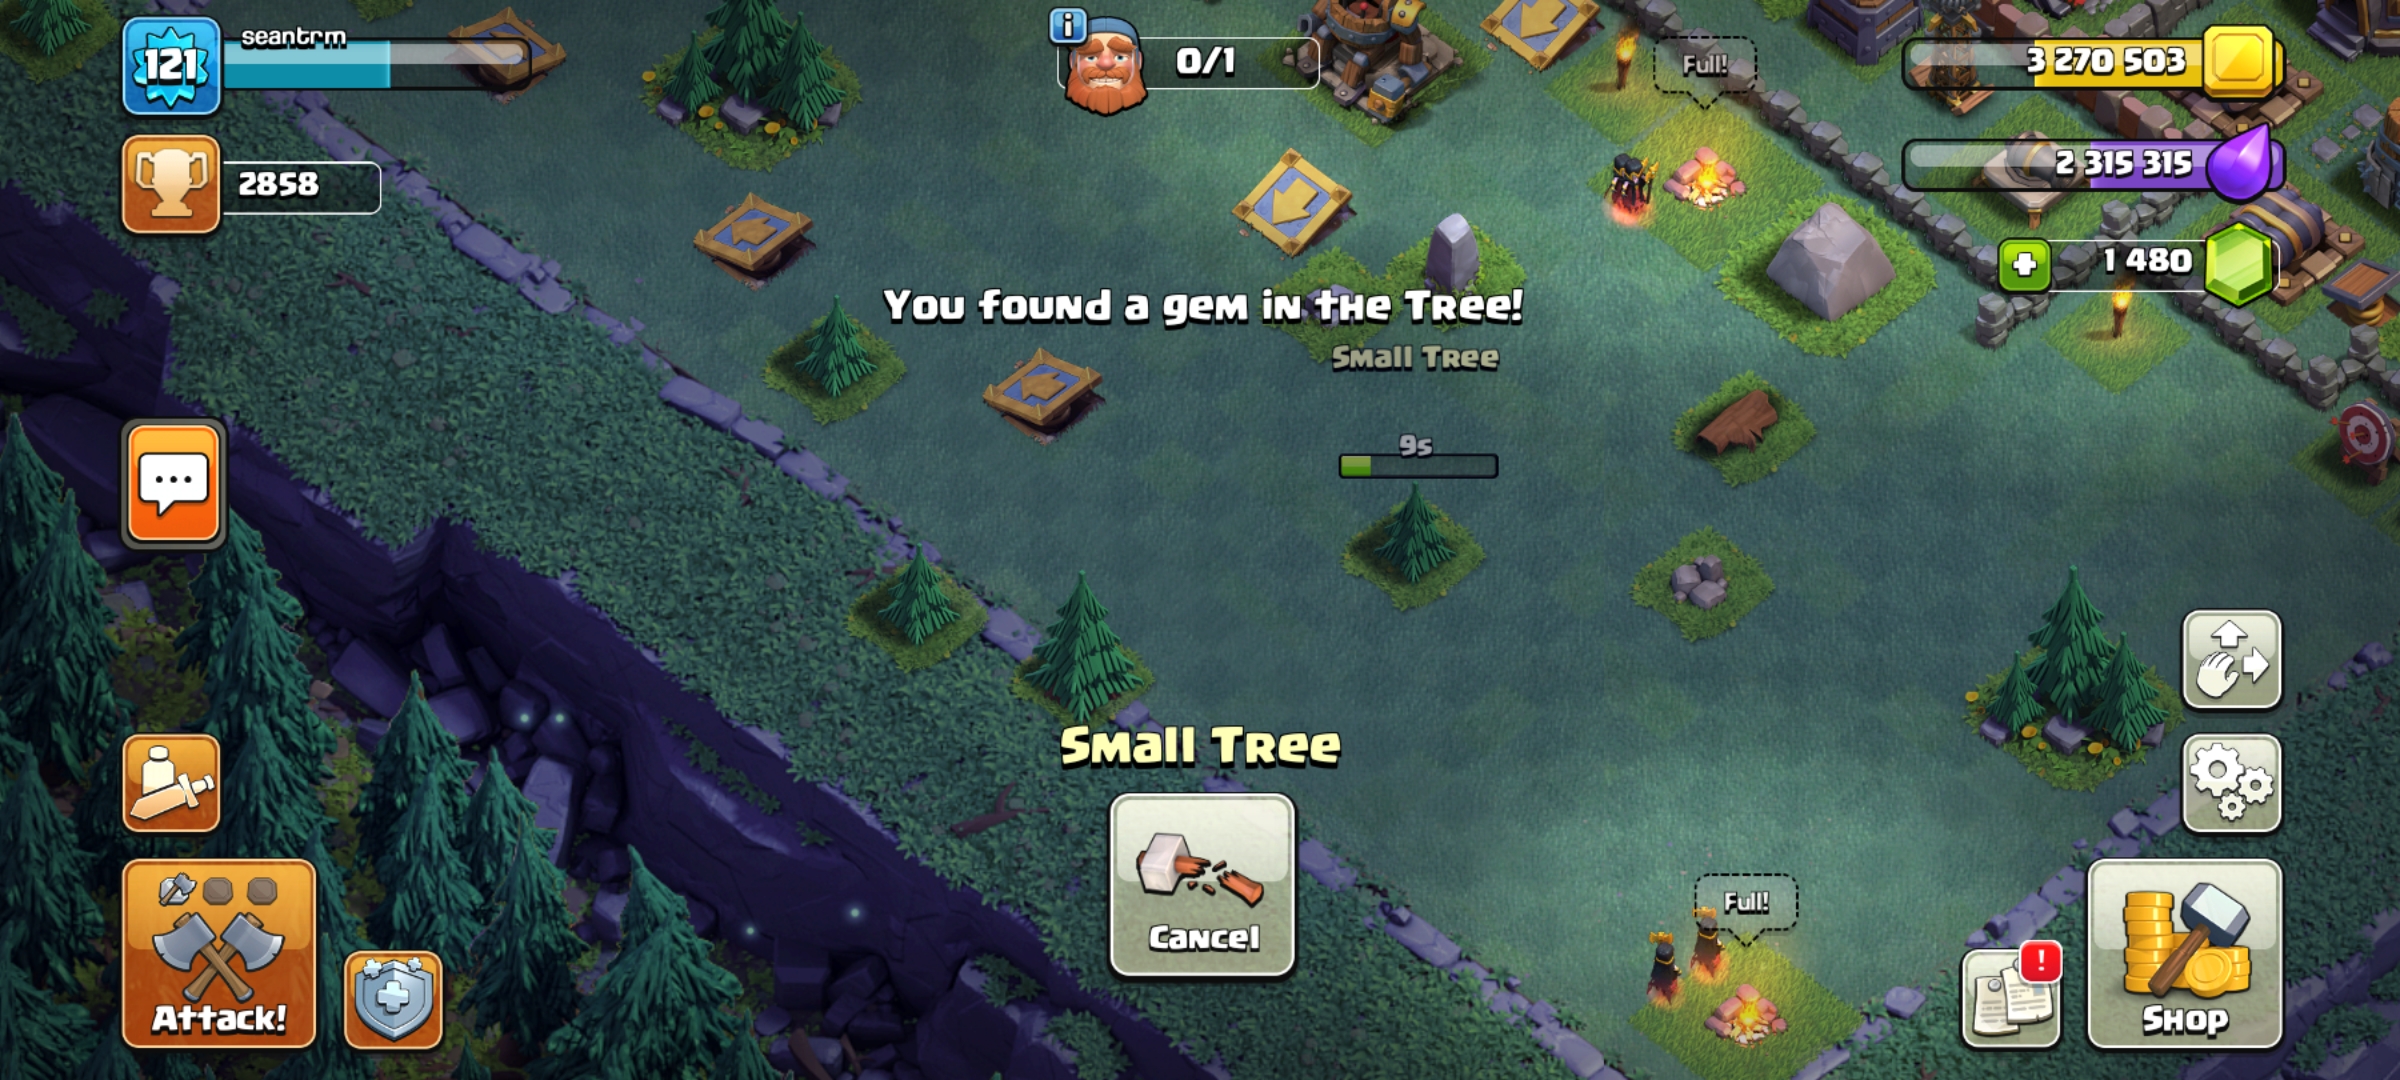 121
seantrm
0/1
Full!
3 270 503
2858
2 315 315
1 480
You found a gem in the Tree!
Small Tree
9s
Small Tree
Cancel
Full!
Attack!
Shop